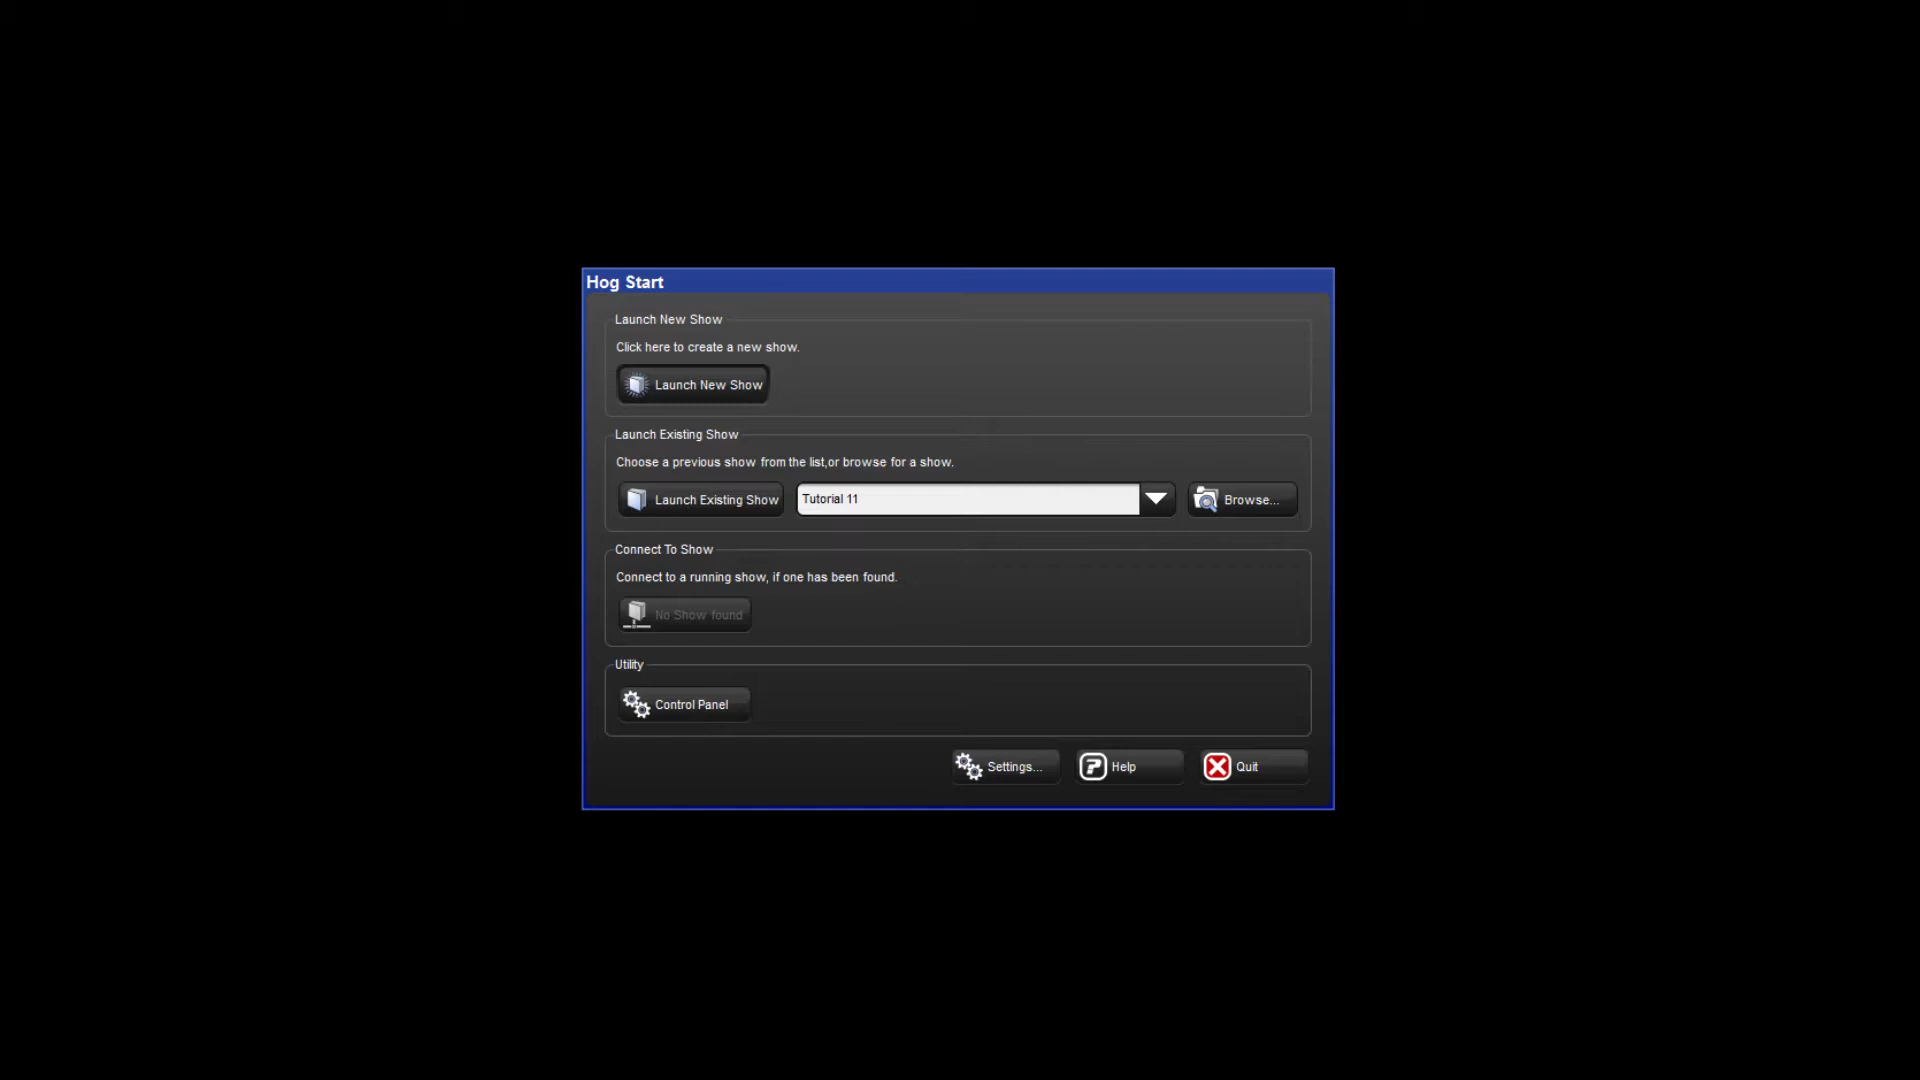 Hog Start
Launch New Show
Click here to create a new show.
Launch New Show
Launch Existing Show
Choose a previous show from the list,or browse for a show.
Launch Existing Show
Tutorial 11
Browse...
Connect To Show
Connect to a running show, if one has been found.
No Show found
Utility
Control Panel
Settings...
Help
Quit